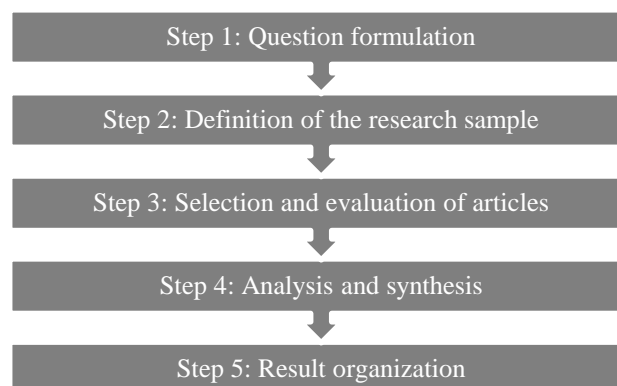 Step 1: Question formulation
Step 2: Definition of the research sample
Step 3: Selection and evaluation of articles
Step 4: Analysis and synthesis
Step 5: Result organization